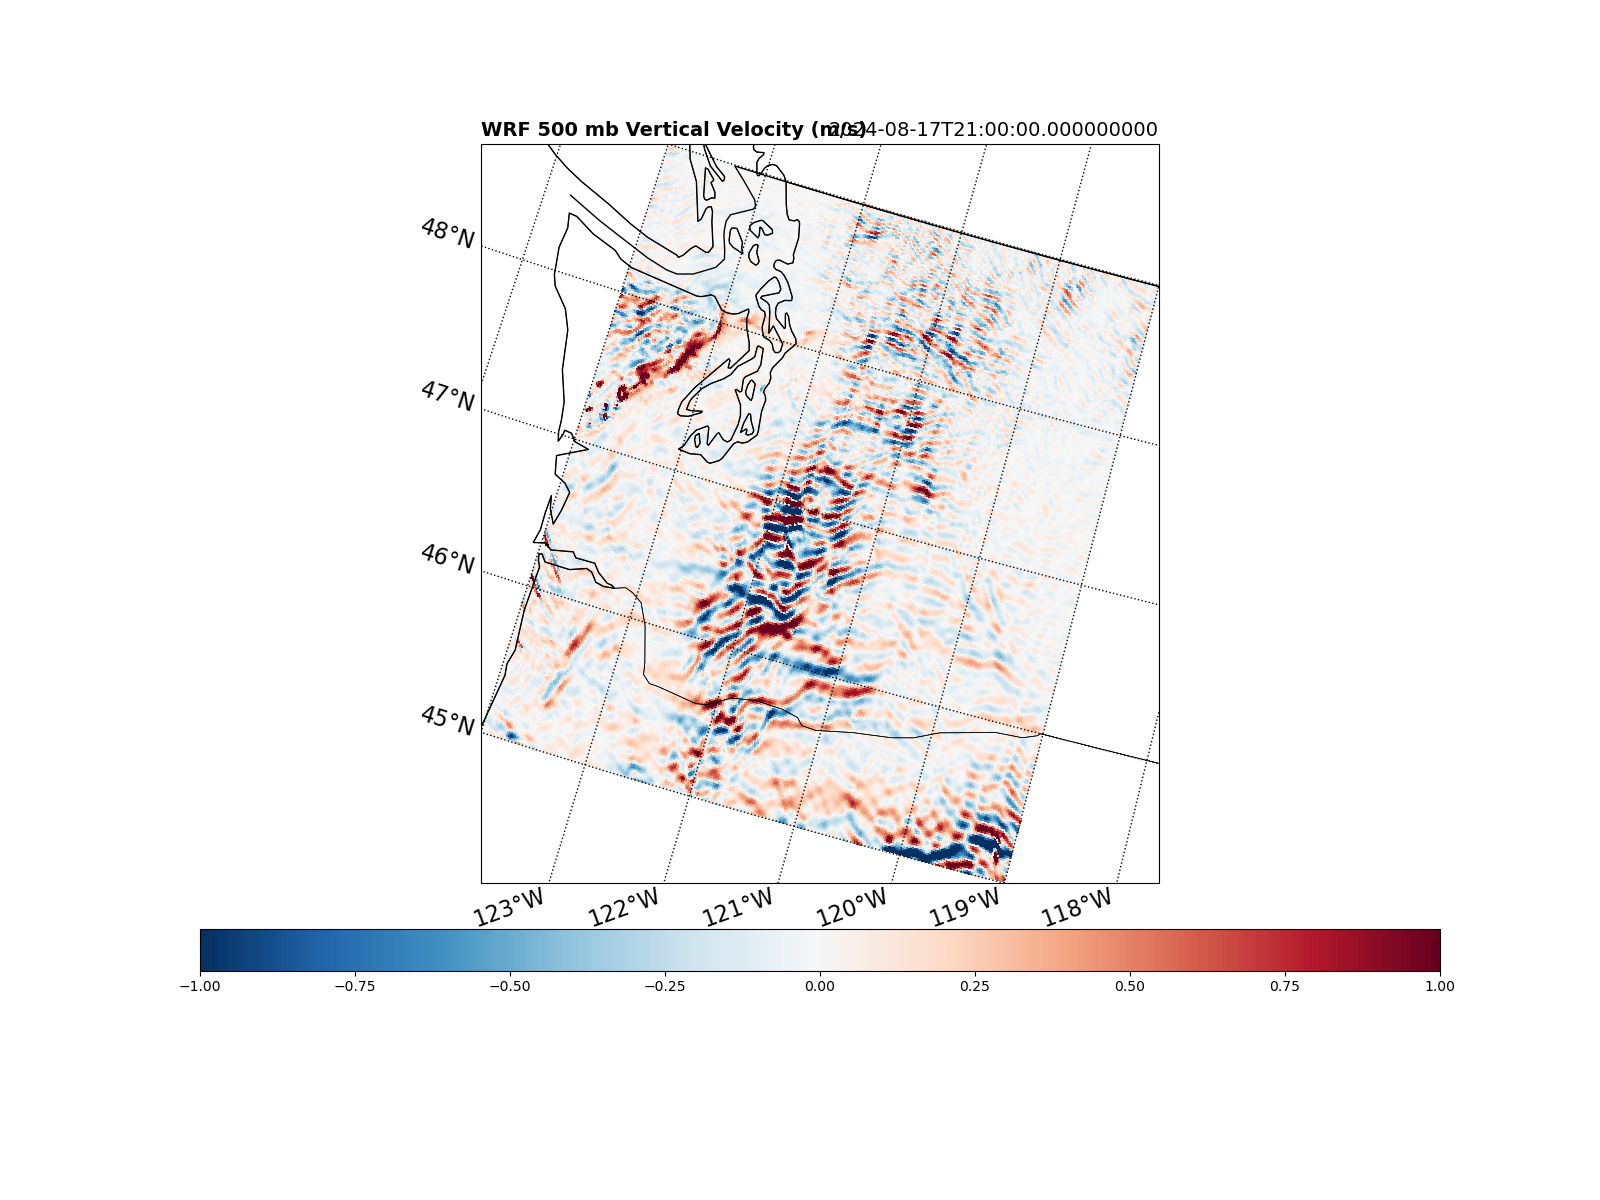 WRF 500 mb Vertical Velocity (m/s) 2024-08-17T21:00:00.000000000
48°N
47°N
46°N
45°N
123°W 122°W 121°W 120°W 119°W 118°W
−1.00 −0.75 −0.50 −0.25 0.00 0.25 0.50 0.75 1.00